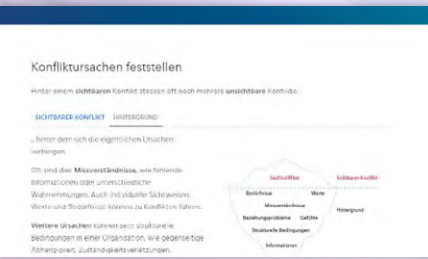 Konfliktursachen feststellen
Hinter einem sichtbaren Konflikt stecken oft noch mehrere unsichtbare Konflikte.
SICHTBARER KONFLIKT HINTERGRUND
... hinter dem sich die eigentlichen Ursachen
verbergen.
Oft sind dies Missverständnisse, wie fehlende
Informationen oder unterschiedliche
Wahrnehmungen. Auch individuelle Sichtweisen,
Werte und Bedürfnisse können zu Konflikten führen.
Weitere Ursachen können sein: strukturelle
Bedingungen in einer Organisation, wie gegenseitige
Abhängigkeiten, Zuständigkeitsverletzungen,
Sachkonflikt Sichtbarer Konflikt
Bedürfnisse Werte
Missverständnisse
Hintergrund
Beziehungsprobleme Gefühle
Strukturelle Bedingungen
Informationen